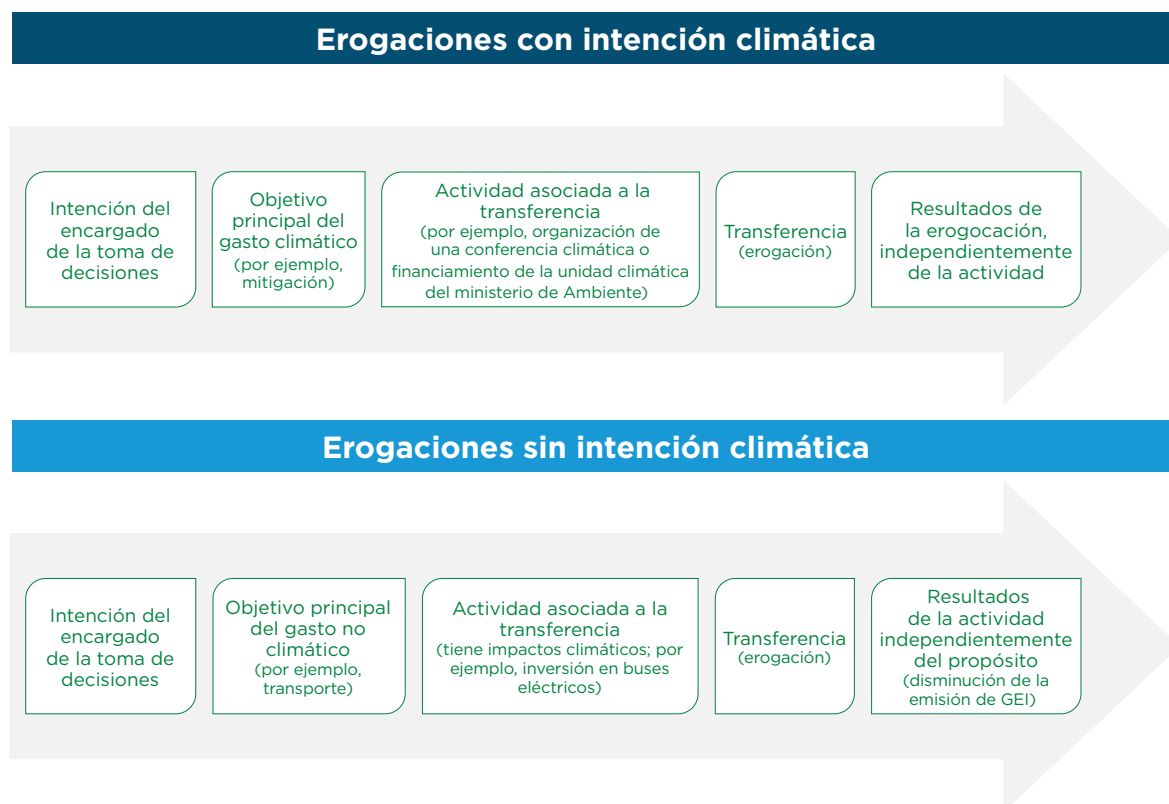 Erogaciones con intención climática
Intención del
encargado
de la toma de
decisiones
Objetivo
principal del
gasto climático
(por ejemplo,
mitigación)
Actividad asociada a la
transferencia
(por ejemplo, organización de
una conferencia climática o
financiamiento de la unidad climática
del ministerio de Ambiente)
Transferencia
(erogación)
Resultados de
la erogocación,
independientemente
de la actividad
Erogaciones sin intención climática
Intención del
encargado
de la toma de
decisiones
Objetivo principal
del gasto no
climático
(por ejemplo,
transporte)
Actividad asociada a la
transferencia
(tiene impactos climáticos; por
ejemplo, inversión en buses
eléctricos)
Transferencia
(erogación)
Resultados
de la actividad
independientemente
del propósito
(disminución de la
emisión de GEI)